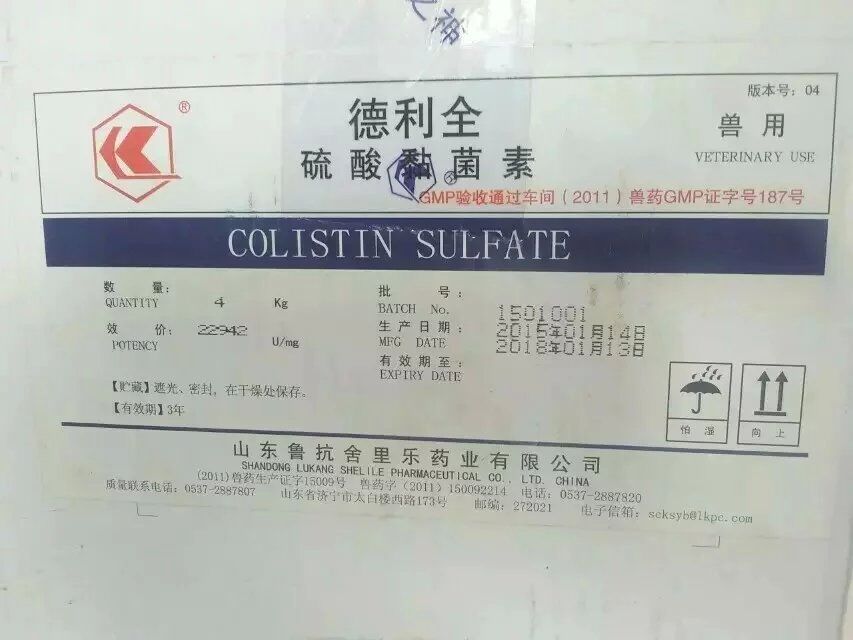 版本号：04
德利全
兽用
硫酸黏菌素
VETERINARY USE
GMP验收通过车间（2011）兽药GMP证字号187号
COLISTIN SULFATE
数 量：
QUANTITY 4 Kg
效 价： 22942
POTENCY U/mg
批 号：
BATCH No. 1501001
生产日期： 2015年01月14日
MFG DATE
有效期至： 2018年01月13日
EXPIRY DATE
【贮藏】遮光、密封，在干燥处保存。
【有效期】3年
怕 湿
向 上
山东鲁抗舍里乐药业有限公司
SHANDONG LUKANG SHELILE PHARMACEUTICAL CO., LTD. CHINA
(2011)兽药生产证字15009号 兽药字（2011）150092214 电话：0537-2887820
质量联系电话：0537-2887807 山东省济宁市太白楼西路173号 邮编：272021 电子信箱：scksyb@lkpc.com